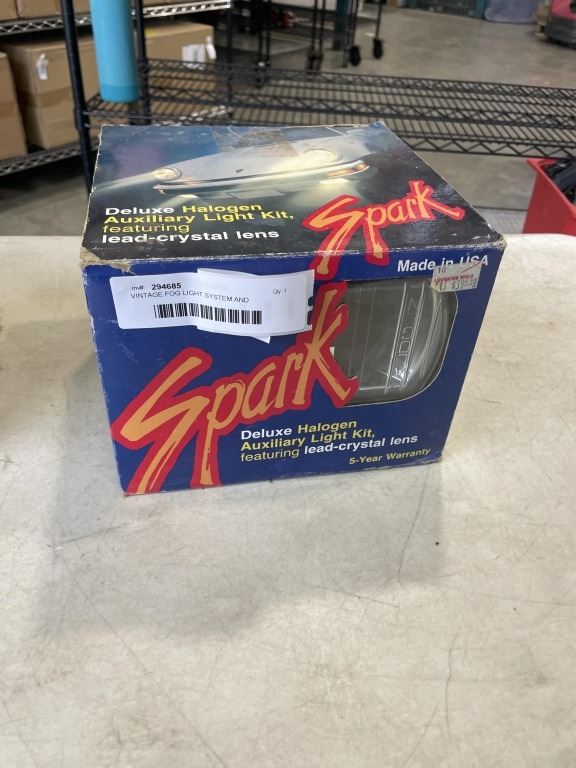 Deluxe Halogen
Auxiliary Light Kit,
featuring
lead-crystal lens
Spark
Made in USA
Inv#: 294685
Qty: 1
VINTAGE FOG LIGHT SYSTEM AND
10
Spark
Deluxe Halogen
Auxiliary Light Kit,
featuring lead-crystal lens
5-Year Warranty